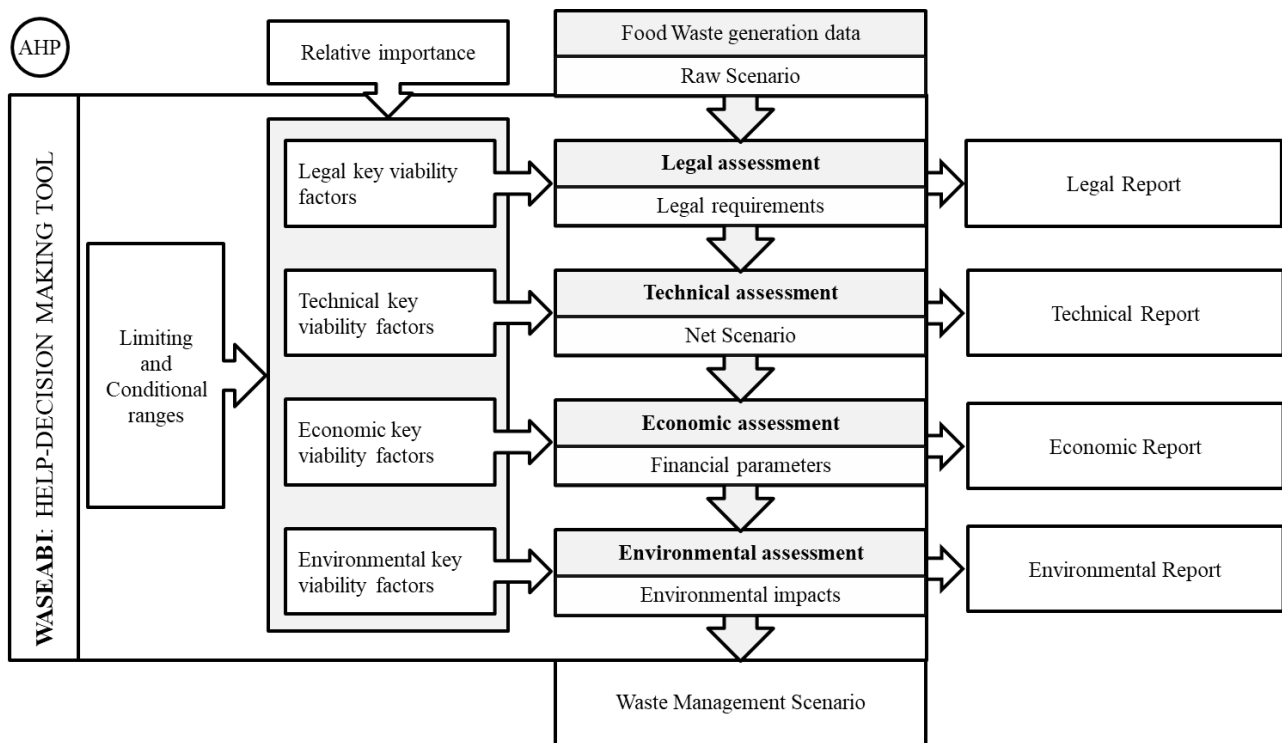 AHP
Relative importance
Food Waste generation data
Raw Scenario
WASEABI: HELP-DECISION MAKING TOOL
Limiting
and
Conditional
ranges
Legal key viability
factors
Legal assessment
Legal requirements
Legal Report
Technical key
viability factors
Technical assessment
Net Scenario
Technical Report
Economic key
viability factors
Economic assessment
Financial parameters
Economic Report
Environmental key
viability factors
Environmental assessment
Environmental impacts
Environmental Report
Waste Management Scenario